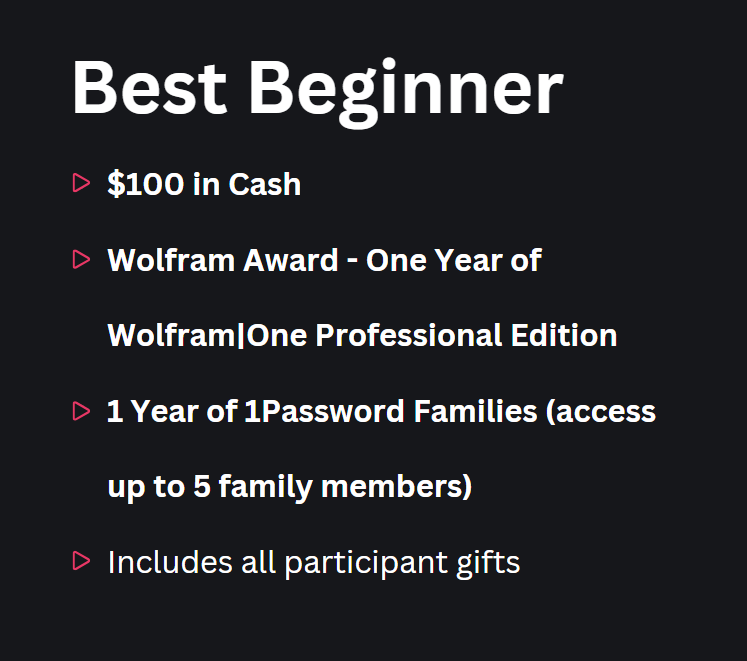 Best Beginner
$100 in Cash
Wolfram Award - One Year of
Wolfram|One Professional Edition
1 Year of 1Password Families (access
up to 5 family members)
Includes all participant gifts